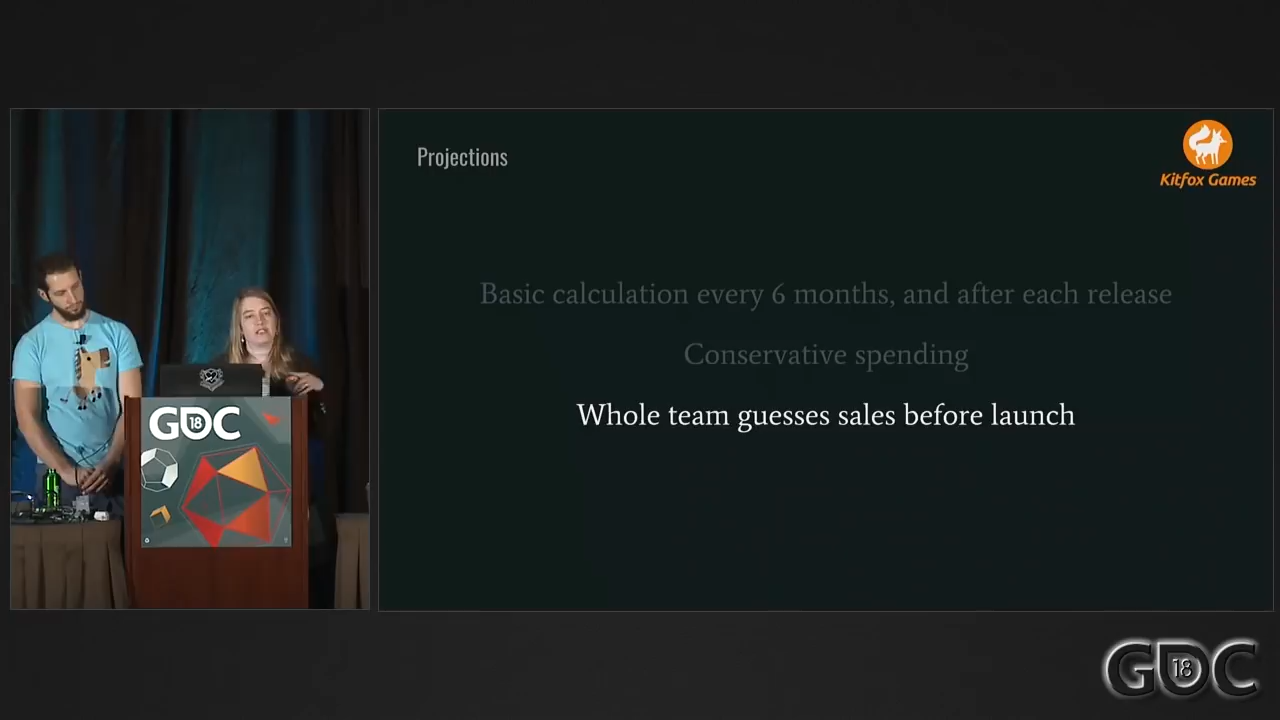 Projections
Kitfox Games
Basic calculation every 6 months, and after each release
Conservative spending
Whole team guesses sales before launch
GDC
18
GDC
18